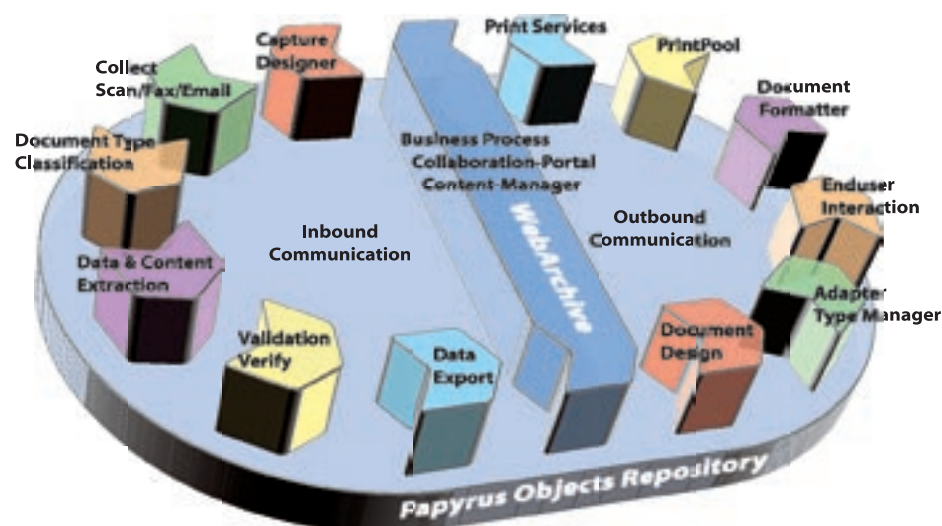 Print Services
Capture
Designer
PrintPool
Collect
Scan/Fax/Email
Document
Formatter
Document Type
Classification
Business Process
Collaboration-Portal
Content-Manager
Enduser
Interaction
Inbound
Communication
WebArchive
Outbound
Communication
Data & Content
Extraction
Adapter
Type Manager
Validation
Verify
Data
Export
Document
Design
Papyrus Objects Repository